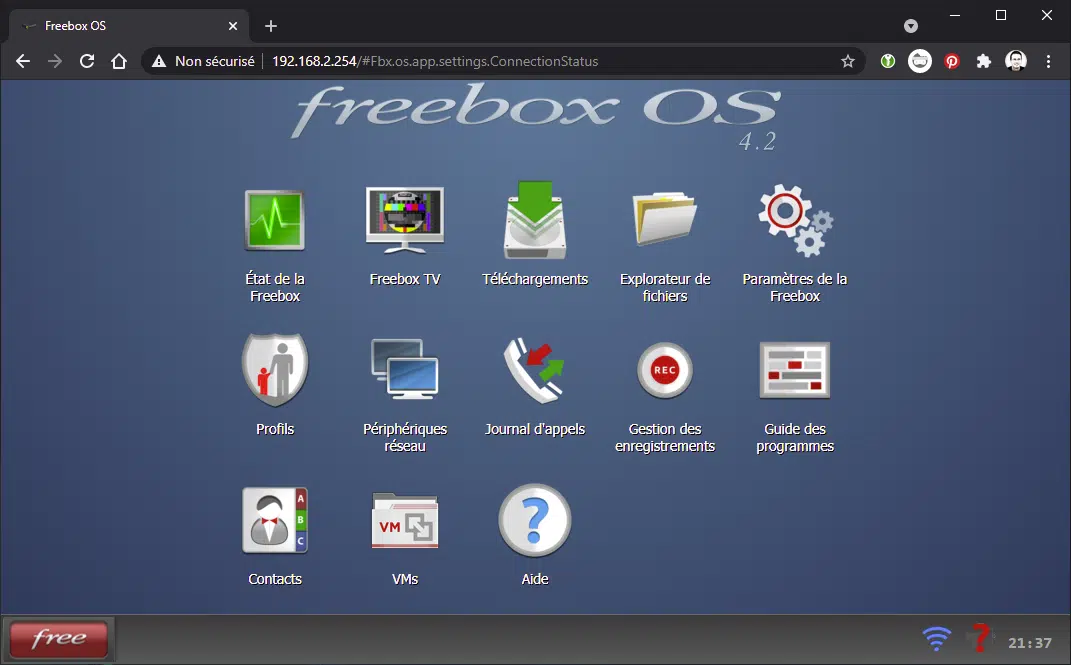 Freebox OS
Non sécurisé
192.168.2.254/#Fbx.os.app.settings.ConnectionStatus
freebox OS
4.2
État de la
Freebox
Freebox TV
Téléchargements
Explorateur de
fichiers
Paramètres de la
Freebox
REC
Profils
Périphériques
réseau
Journal d'appels
Gestion des
enregistrements
Guide des
programmes
A
B
C
VM
?
Contacts
VMs
Aide
free
?
21:37